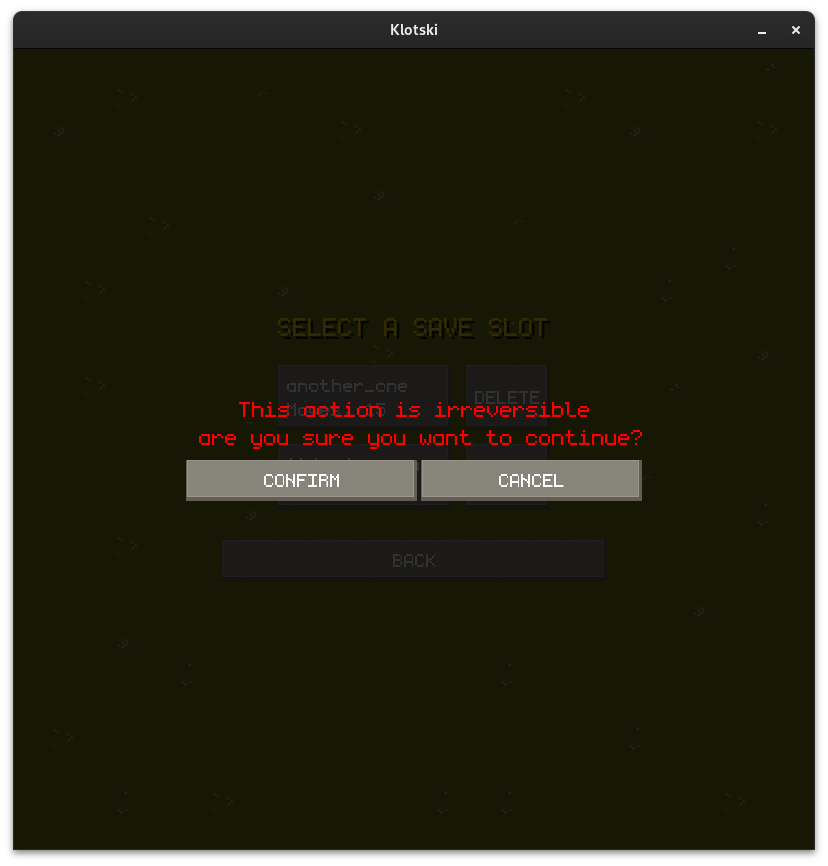 Klotski
SELECT A SAVE SLOT
another_one
DELETE
This action is irreversible
are you sure you want to continue?
CONFIRM
CANCEL
BACK